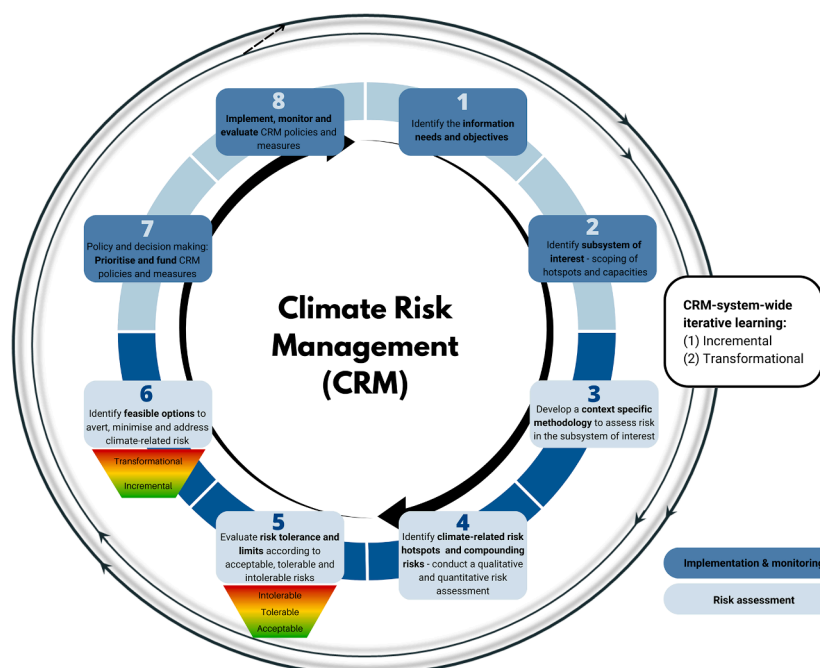 8
Implement, monitor and
evaluate CRM policies and
measures
1
Identify the information
needs and objectives
7
Policy and decision making:
Prioritise and fund CRM
policies and measures
2
Identify subsystem of
interest - scoping of
hotspots and capacities
Climate Risk
Management
(CRM)
CRM-system-wide
iterative learning:
(1) Incremental
(2) Transformational
6
Identify feasible options to
avert, minimise and address
climate-related risk
Transformational
Incremental
3
Develop a context specific
methodology to assess risk
in the subsystem of interest
5
Evaluate risk tolerance and
limits according to
acceptable, tolerable and
intolerable risks
Intolerable
Tolerable
Acceptable
4
Identify climate-related risk
hotspots and compounding
risks - conduct a qualitative
and quantitative risk
assessment
Implementation & monitoring
Risk assessment